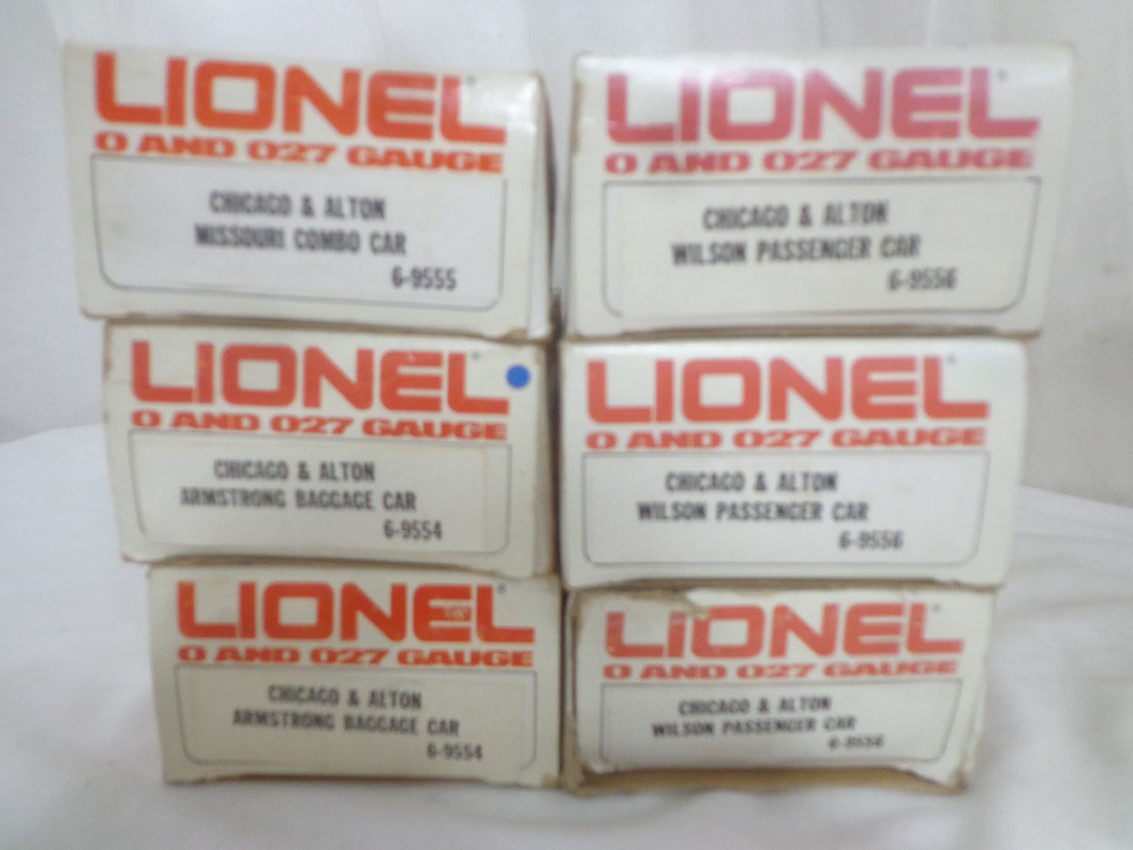 LIONEL
O AND O27 GAUGE
CHICAGO & ALTON
MISSOURI COMBO CAR
6-9555
LIONEL
O AND O27 GAUGE
CHICAGO & ALTON
WILSON PASSENGER CAR
6-9556
LIONEL
O AND O27 GAUGE
CHICAGO & ALTON
ARMSTRONG BAGGAGE CAR
6-9554
LIONEL
O AND O27 GAUGE
CHICAGO & ALTON
WILSON PASSENGER CAR
6-9556
LIONEL
O AND O27 GAUGE
CHICAGO & ALTON
ARMSTRONG BAGGAGE CAR
6-9554
LIONEL
O AND O27 GAUGE
CHICAGO & ALTON
WILSON PASSENGER CAR
6-9556